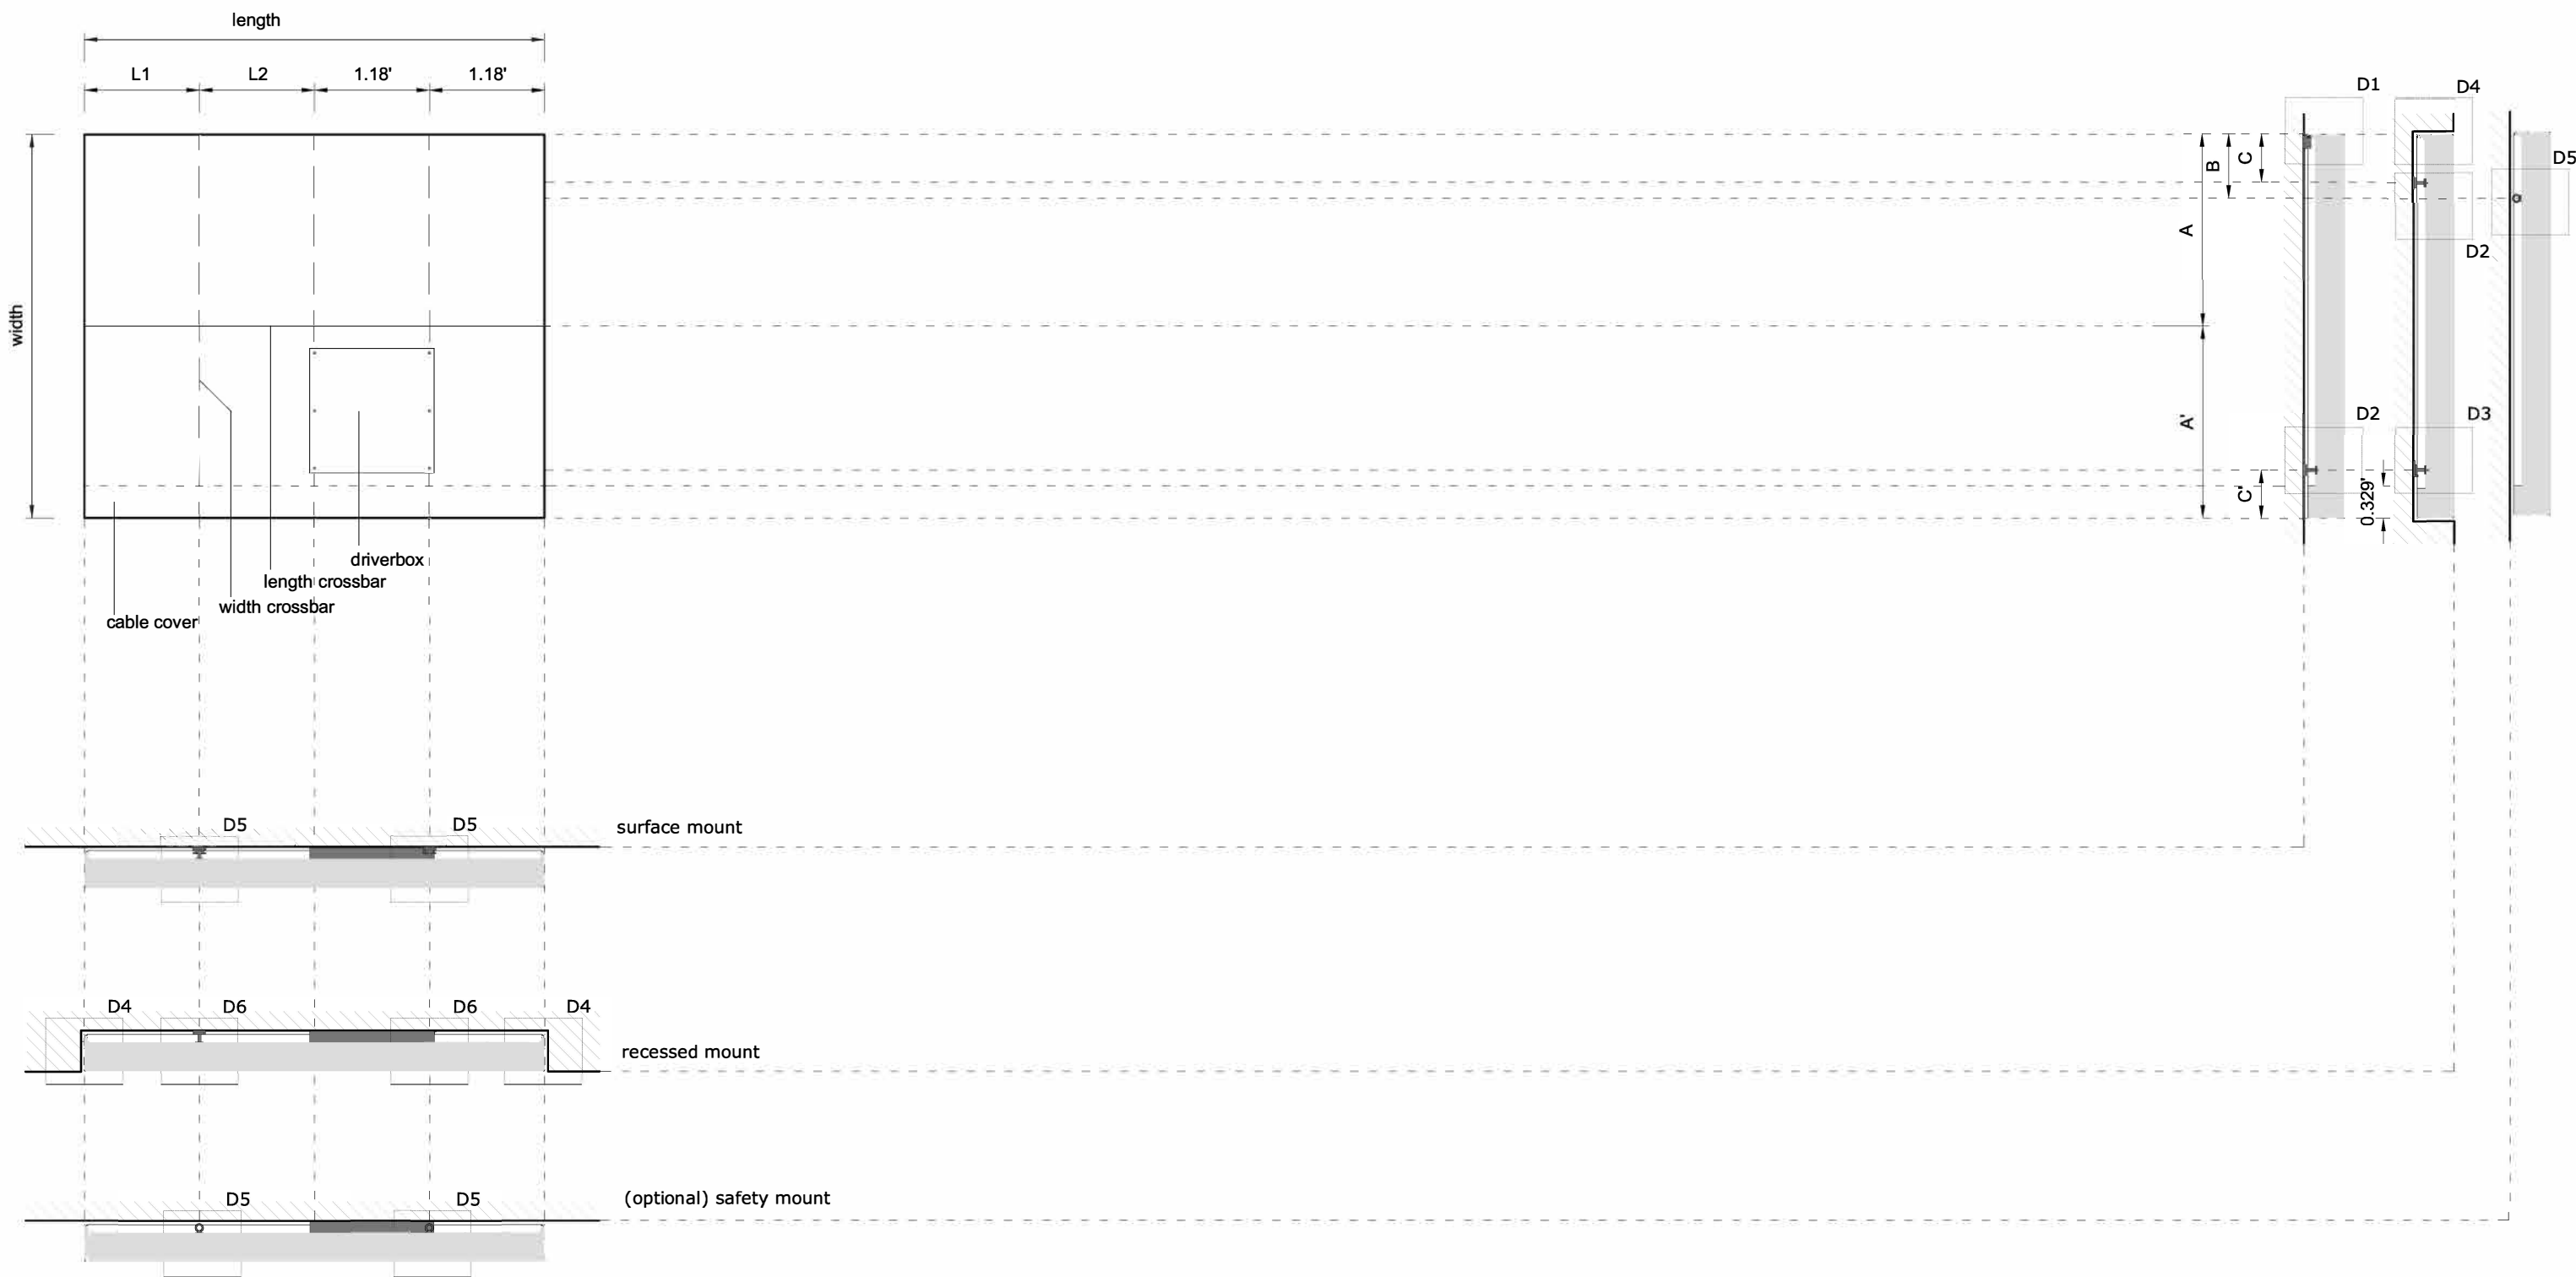 length
L1 L2 1.18' 1.18'
width
driverbox
length crossbar
width crossbar
cable cover
D1 D4
D5
B C
A
D2
A'
D2 D3
C' 0.329'
D5 D5
surface mount
D4 D6 D6 D4
recessed mount
D5 D5
(optional) safety mount